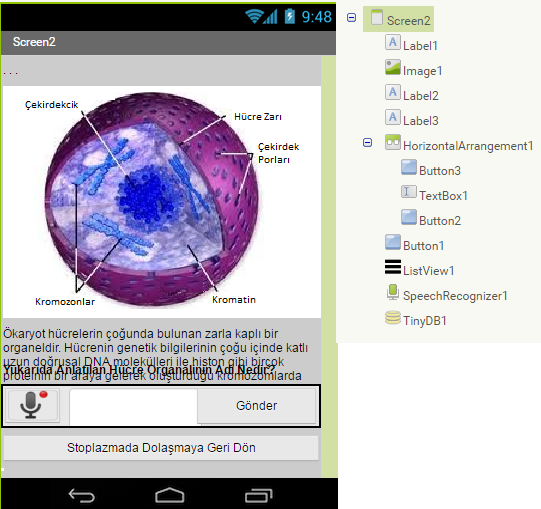 9:48
Screen2
. . .
Çekirdekcik
Hücre Zarı
Çekirdek
Porları
Kromozonlar
Kromatin
Ökaryot hücrelerin çoğunda bulunan zarla kaplı bir
organeldir. Hücrenin genetik bilgilerinin çoğu içinde katlı
uzun doğrusal DNA molekülleri ile histon gibi birçok
Yukarıda Anlatılan Hücre Organalinin Adı Nedir?
proteinin bir araya gelerek oluşturduğu kromozomlarda
Gönder
Stoplazmada Dolaşmaya Geri Dön
Screen2
Label1
Image1
Label2
Label3
HorizontalArrangement1
Button3
TextBox1
Button2
Button1
ListView1
SpeechRecognizer1
TinyDB1